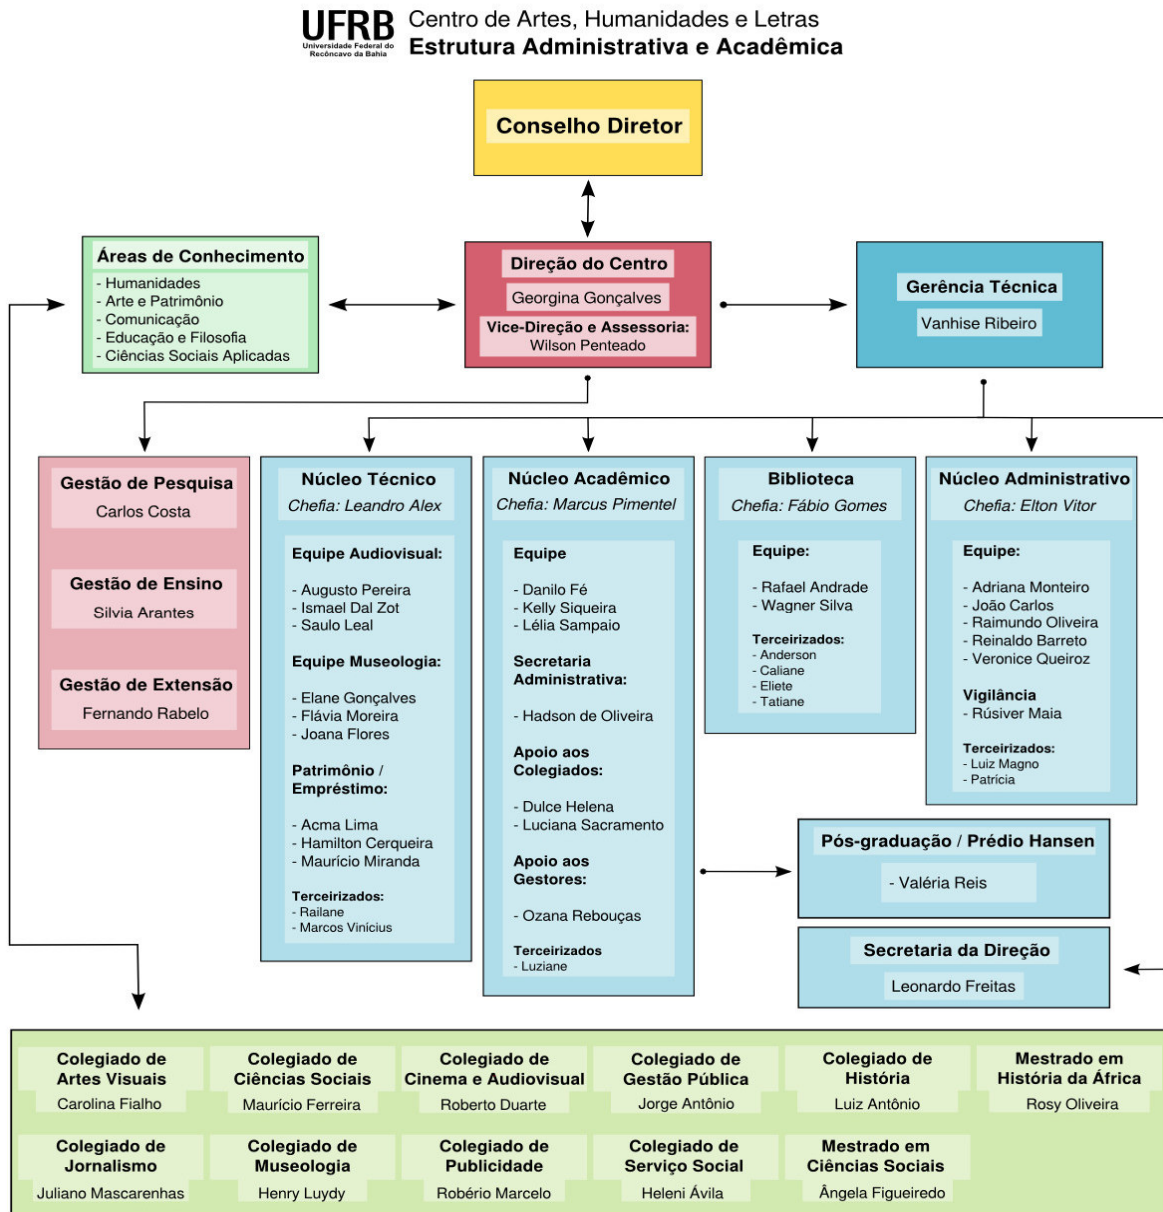 UFRB
Universidade Federal do
Recôncavo da Bahia
Centro de Artes, Humanidades e Letras
Estrutura Administrativa e Acadêmica
Conselho Diretor
Áreas de Conhecimento
- Humanidades
- Arte e Patrimônio
- Comunicação
- Educação e Filosofia
- Ciências Sociais Aplicadas
Direção do Centro
Georgina Gonçalves
Vice-Direção e Assessoria:
Wilson Penteado
Gerência Técnica
Vanhise Ribeiro
Gestão de Pesquisa
Carlos Costa
Gestão de Ensino
Silvia Arantes
Gestão de Extensão
Fernando Rabelo
Núcleo Técnico
Chefia: Leandro Alex
Equipe Audiovisual:
- Augusto Pereira
- Ismael Dal Zot
- Saulo Leal
Equipe Museologia:
- Elane Gonçalves
- Flávia Moreira
- Joana Flores
Patrimônio /
Empréstimo:
- Acma Lima
- Hamilton Cerqueira
- Maurício Miranda
Terceirizados:
- Railane
- Marcos Vinícius
Núcleo Acadêmico
Chefia: Marcus Pimentel
Equipe
- Danilo Fé
- Kelly Siqueira
- Lélia Sampaio
Secretaria
Administrativa:
- Hadson de Oliveira
Apoio aos
Colegiados:
- Dulce Helena
- Luciana Sacramento
Apoio aos
Gestores:
- Ozana Rebouças
Terceirizados
- Luziane
Biblioteca
Chefia: Fábio Gomes
Equipe:
- Rafael Andrade
- Wagner Silva
Terceirizados:
- Anderson
- Caliane
- Eliete
- Tatiane
Núcleo Administrativo
Chefia: Elton Vitor
Equipe:
- Adriana Monteiro
- João Carlos
- Raimundo Oliveira
- Reinaldo Barreto
- Veronice Queiroz
Vigilância
- Rúsiver Maia
Terceirizados:
- Luiz Magno
- Patrícia
Pós-graduação / Prédio Hansen
- Valéria Reis
Secretaria da Direção
Leonardo Freitas
Colegiado de
Artes Visuais
Carolina Fialho
Colegiado de
Ciências Sociais
Maurício Ferreira
Colegiado de
Cinema e Audiovisual
Roberto Duarte
Colegiado de
Gestão Pública
Jorge Antônio
Colegiado de
História
Luiz Antônio
Mestrado em
História da África
Rosy Oliveira
Colegiado de
Jornalismo
Juliano Mascarenhas
Colegiado de
Museologia
Henry Luydy
Colegiado de
Publicidade
Robério Marcelo
Colegiado de
Serviço Social
Heleni Ávila
Mestrado em
Ciências Sociais
Ângela Figueiredo